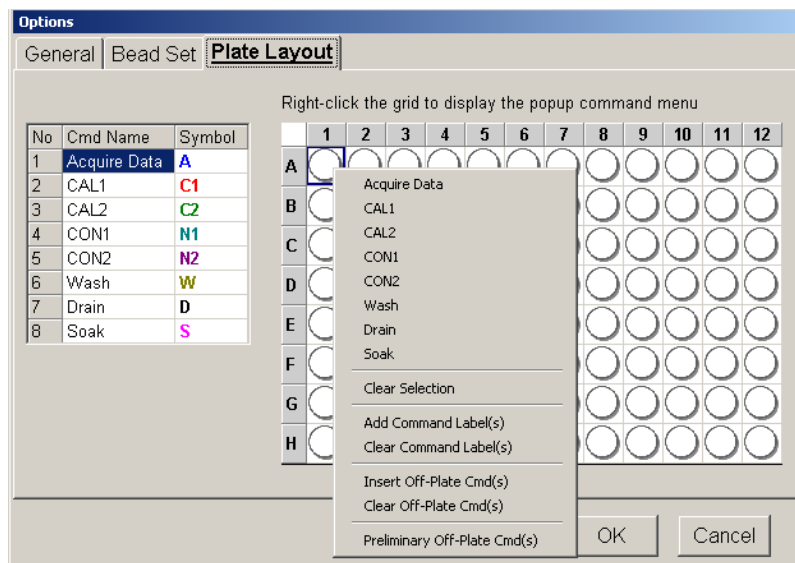 Options
General Bead Set Plate Layout
Right-click the grid to display the popup command menu
No Cmd Name Symbol
1 Acquire Data A
2 CAL1 C1
3 CAL2 C2
4 CON1 N1
5 CON2 N2
6 Wash W
7 Drain D
8 Soak S
1 2 3 4 5 6 7 8 9 10 11 12
A
B
C
D
E
F
G
H
Acquire Data
CAL1
CAL2
CON1
CON2
Wash
Drain
Soak
Clear Selection
Add Command Label(s)
Clear Command Label(s)
Insert Off-Plate Cmd(s)
Clear Off-Plate Cmd(s)
Preliminary Off-Plate Cmd(s)
OK Cancel